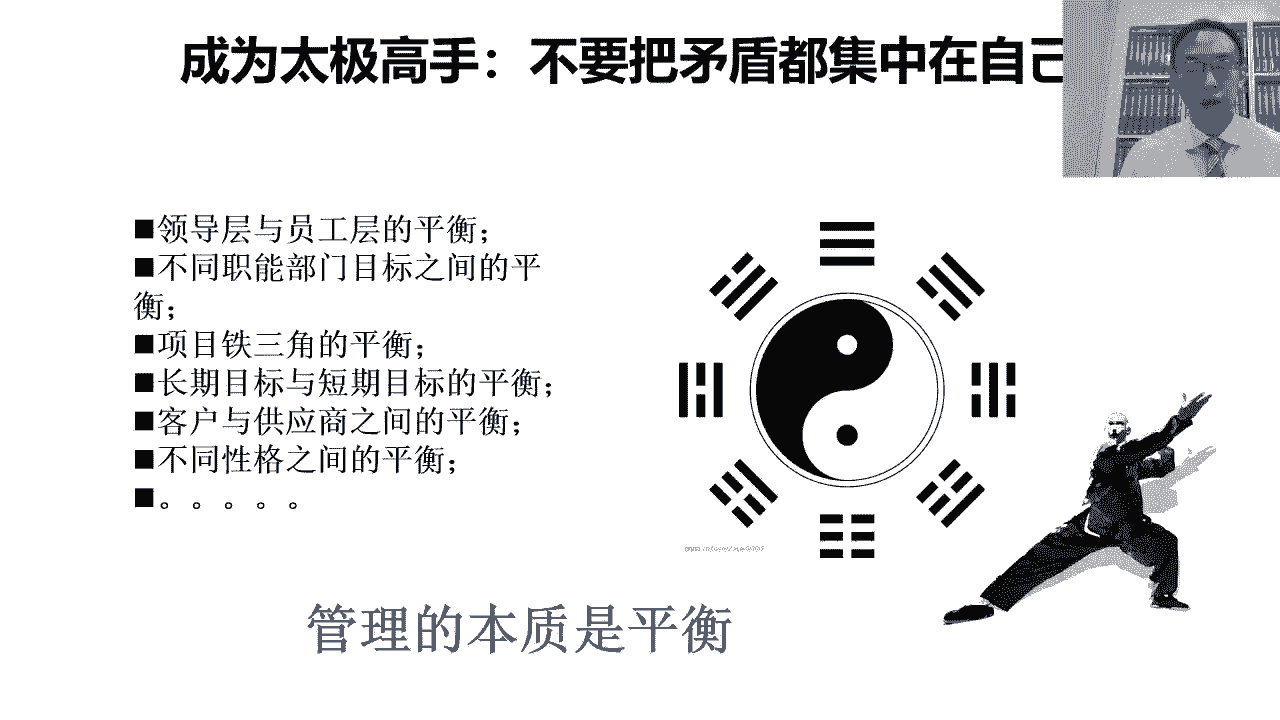 成为太极高手：不要把矛盾都集中在自己
■领导层与员工层的平衡；
■不同职能部门目标之间的平
衡；
■项目铁三角的平衡；
■长期目标与短期目标的平衡；
■客户与供应商之间的平衡；
■不同性格之间的平衡；
■。。。。。
管理的本质是平衡